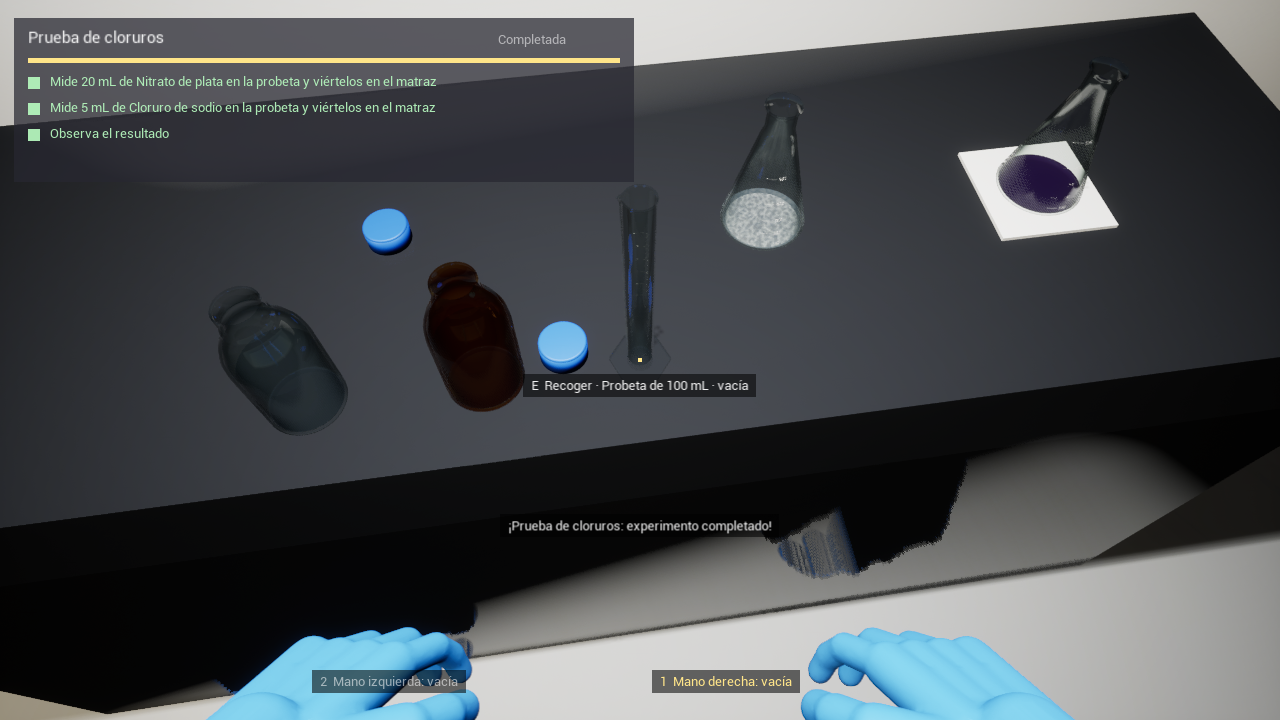 Prueba de cloruros
Completada
Mide 20 mL de Nitrato de plata en la probeta y viértelos en el matraz
Mide 5 mL de Cloruro de sodio en la probeta y viértelos en el matraz
Observa el resultado
E Recoger · Probeta de 100 mL · vacía
¡Prueba de cloruros: experimento completado!
2 Mano izquierda: vacía
1 Mano derecha: vacía